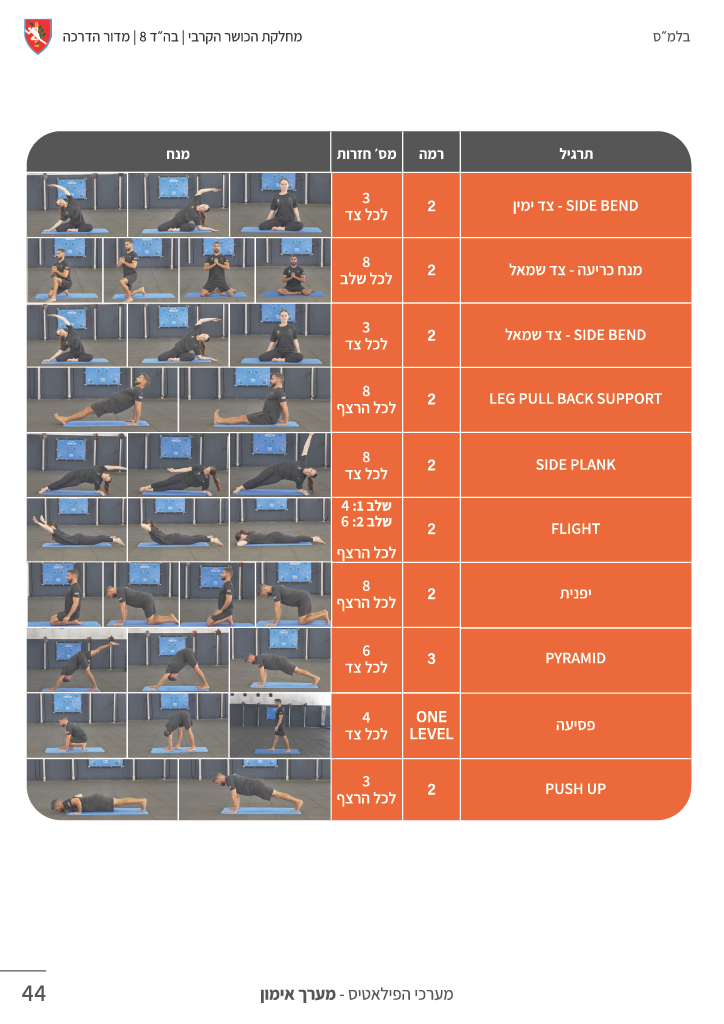 בלמ״ס
מחלקת הכושר הקרבי | בה״ד 8 | מדור הדרכה
תרגיל
רמה
מס׳ חזרות
מנח
SIDE BEND - צד ימין
2
3
לכל צד
מנח כריעה - צד שמאל
2
8
לכל שלב
SIDE BEND - צד שמאל
2
3
לכל צד
LEG PULL BACK SUPPORT
2
8
לכל הרצף
SIDE PLANK
2
8
לכל צד
FLIGHT
2
שלב 1: 4
שלב 2: 6
לכל הרצף
יפנית
2
8
לכל הרצף
PYRAMID
3
6
לכל צד
פסיעה
ONE
LEVEL
4
לכל צד
PUSH UP
2
3
לכל הרצף
מערכי הפילאטיס - מערך אימון
44